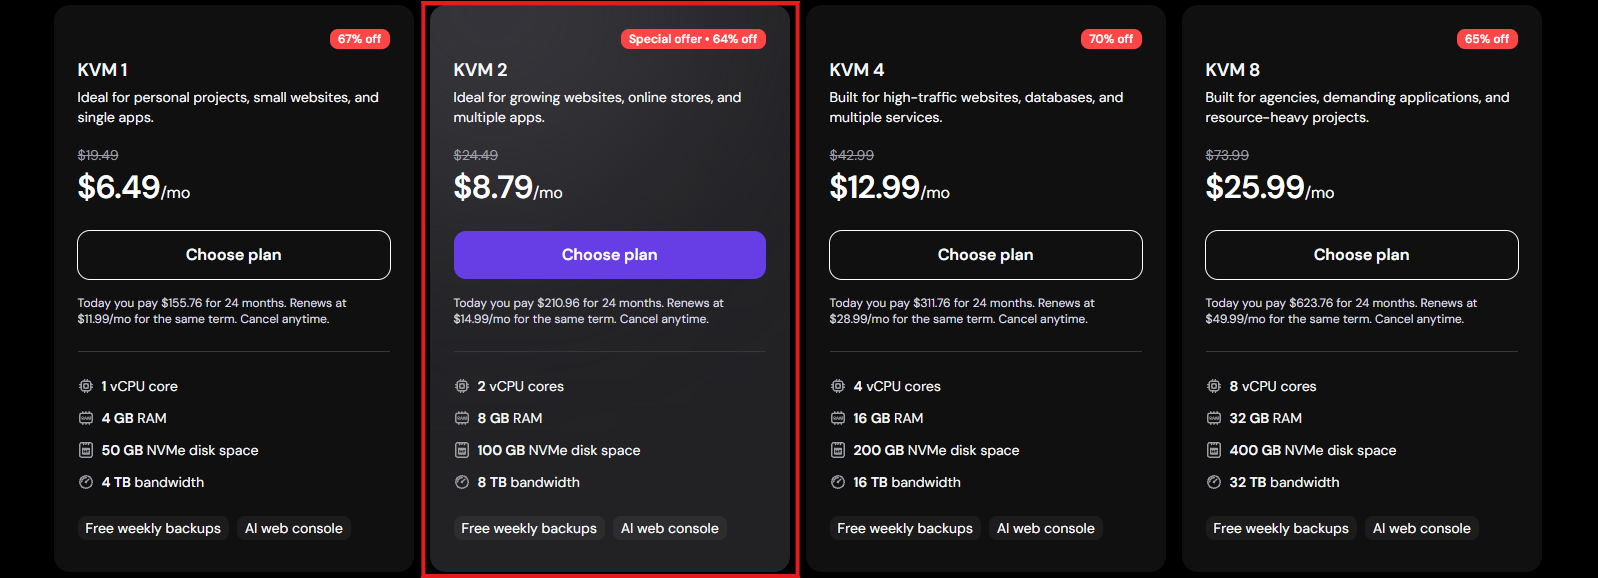 67% off
KVM 1
Ideal for personal projects, small websites, and
single apps.
$19.49
$6.49/mo
Choose plan
Today you pay $155.76 for 24 months. Renews at
$11.99/mo for the same term. Cancel anytime.
1 vCPU core
4 GB RAM
50 GB NVMe disk space
4 TB bandwidth
Free weekly backups
AI web console
Special offer • 64% off
KVM 2
Ideal for growing websites, online stores, and
multiple apps.
$24.49
$8.79/mo
Choose plan
Today you pay $210.96 for 24 months. Renews at
$14.99/mo for the same term. Cancel anytime.
2 vCPU cores
8 GB RAM
100 GB NVMe disk space
8 TB bandwidth
Free weekly backups
AI web console
70% off
KVM 4
Built for high-traffic websites, databases, and
multiple services.
$42.99
$12.99/mo
Choose plan
Today you pay $311.76 for 24 months. Renews at
$28.99/mo for the same term. Cancel anytime.
4 vCPU cores
16 GB RAM
200 GB NVMe disk space
16 TB bandwidth
Free weekly backups
AI web console
65% off
KVM 8
Built for agencies, demanding applications, and
resource-heavy projects.
$73.99
$25.99/mo
Choose plan
Today you pay $623.76 for 24 months. Renews at
$49.99/mo for the same term. Cancel anytime.
8 vCPU cores
32 GB RAM
400 GB NVMe disk space
32 TB bandwidth
Free weekly backups
AI web console